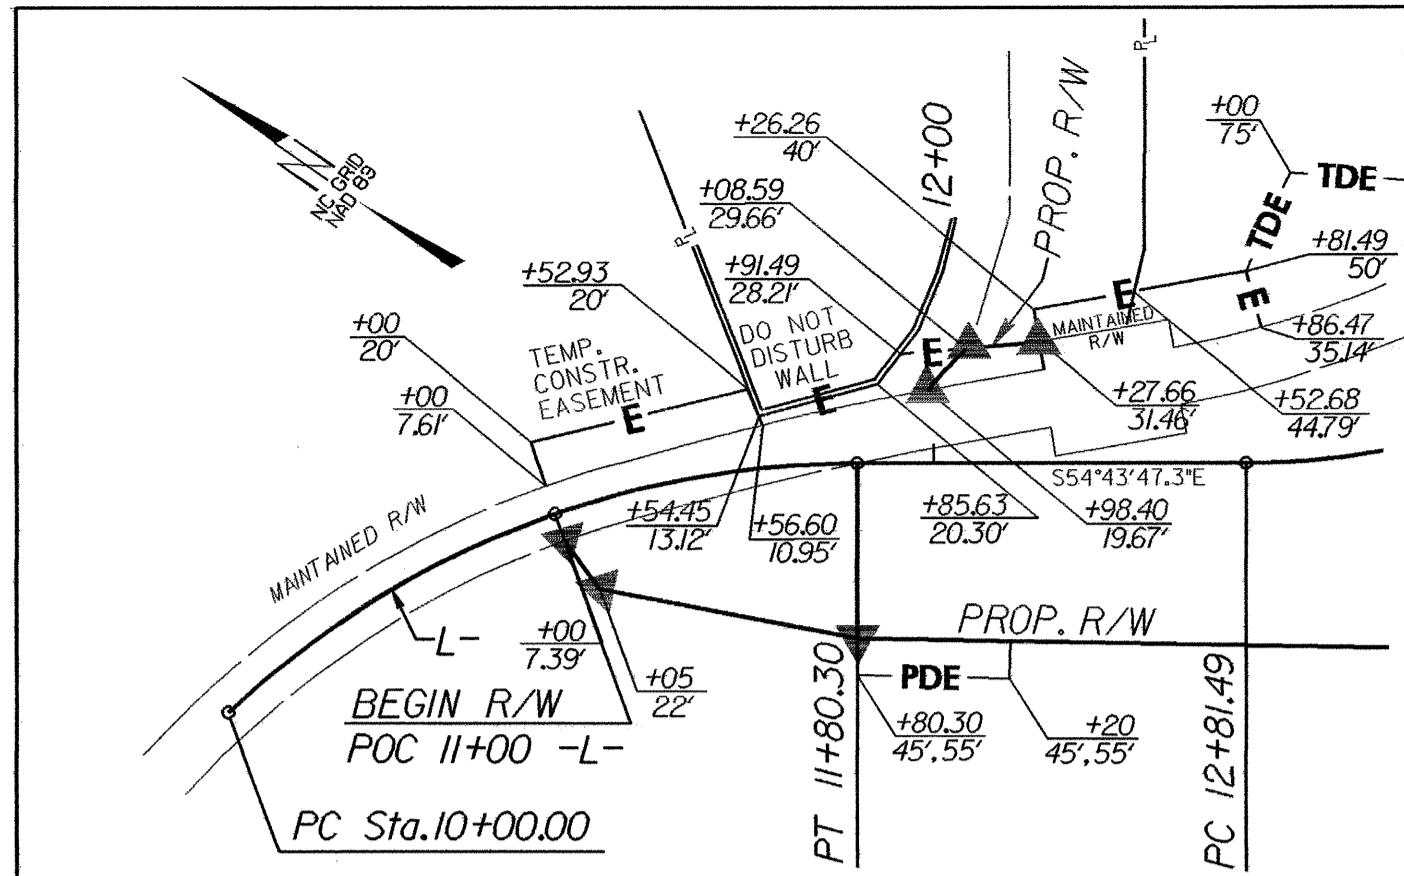 NC GRID
NAD 83
+00
20'
+00
7.61'
+52.93
20'
TEMP.
CONSTR.
EASEMENT
E
PL
+26.26
40'
+08.59
29.66'
+91.49
28.21'
DO NOT
DISTURB
WALL
E
12+00
E
PROP. R/W
PL
E
MAINTAINED
R/W
+00
75'
TDE
TDE
E
+81.49
50'
+86.47
35.14'
+27.66
31.46'
+52.68
44.79'
S54°43'47.3"E
+85.63
20.30'
+98.40
19.67'
+54.45
13.12'
+56.60
10.95'
MAINTAINED R/W
-L-
+00
7.39'
+05
22'
BEGIN R/W
POC 11+00 -L-
PC Sta.10+00.00
PROP. R/W
PDE
+80.30
45',55'
+20
45',55'
PT 11+80.30
PC 12+81.49